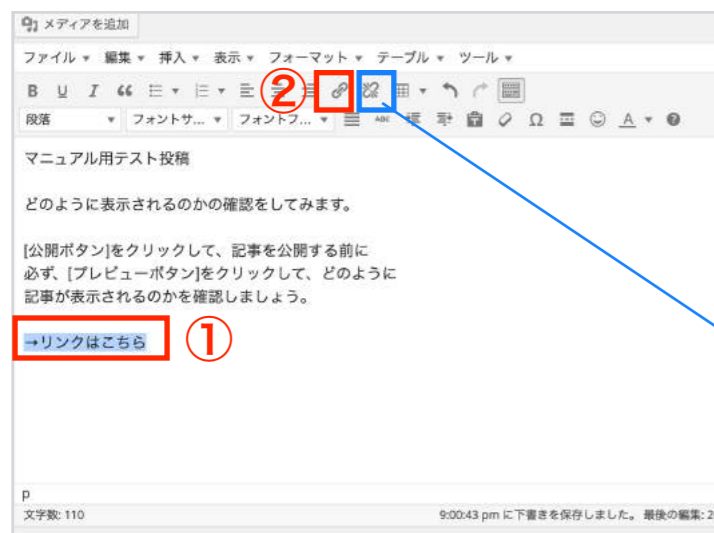 メディアを追加
ファイル 編集 挿入 表示 フォーマット テーブル ツール
B U I
②
段落 フォントサ... フォントフ... ABC Ω A
マニュアル用テスト投稿
どのように表示されるのかの確認をしてみます。
[公開ボタン]をクリックして、記事を公開する前に
必ず、[プレビューボタン]をクリックして、どのように
記事が表示されるのかを確認しましょう。
→リンクはこちら ①
p
文字数: 110 9:00:43 pm に下書きを保存しました。 最後の編集: 2